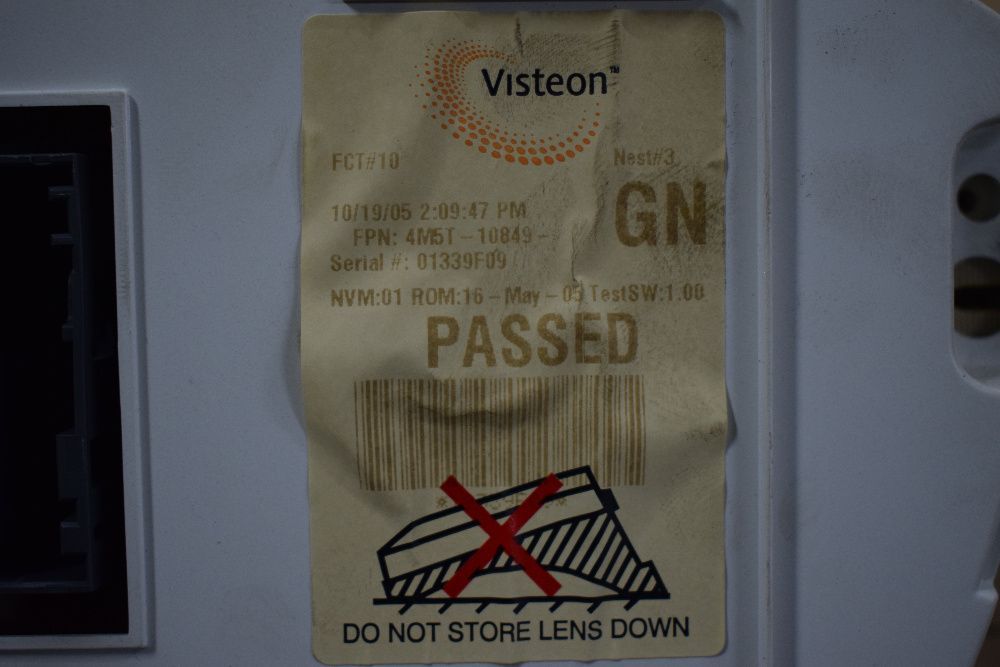 Visteon™
FCT#10 Nest#3
GN
10/19/05 2:09:47 PM
FPN: 4M5T-10849-
Serial #: 01339F09
NVM:01 ROM:16-May-05 TestSW:1.00
PASSED
DO NOT STORE LENS DOWN